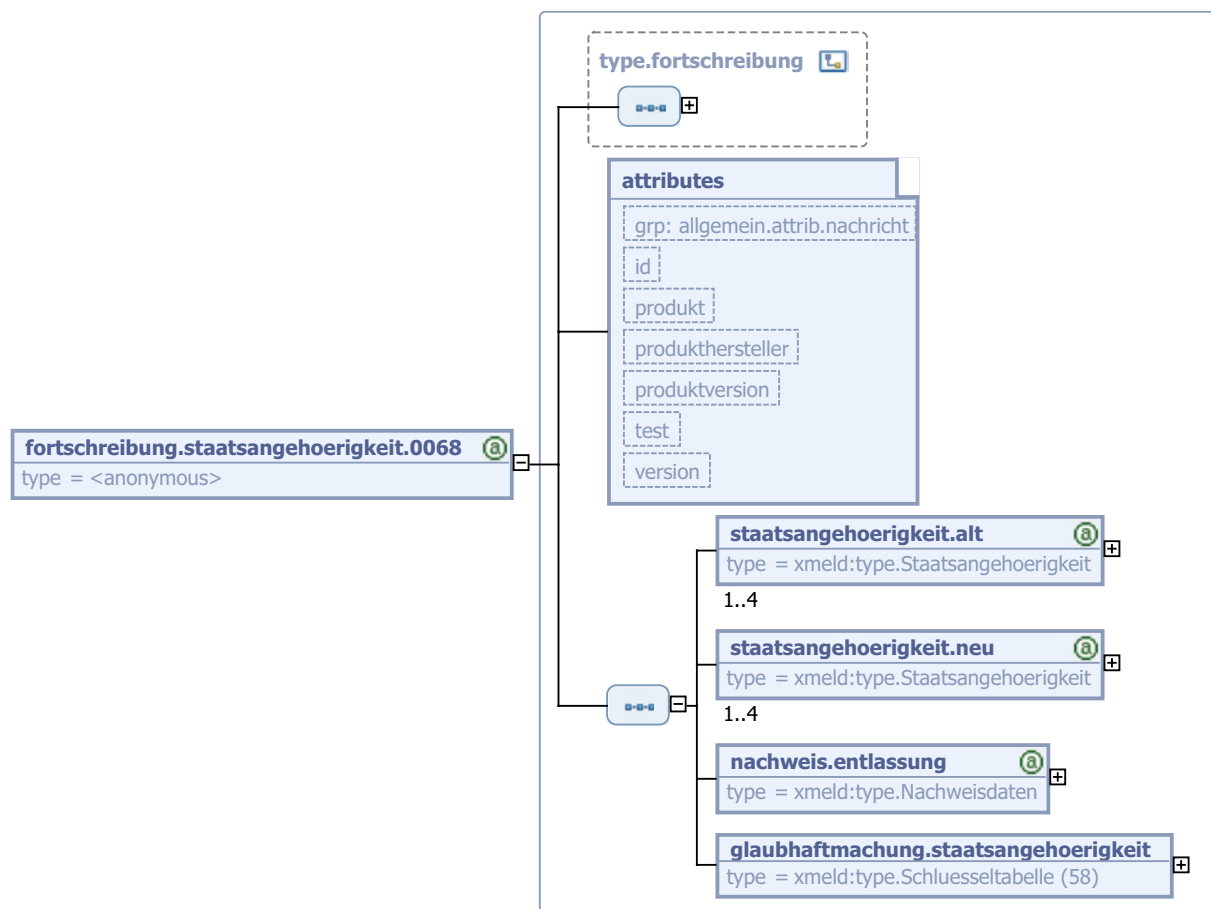 type.fortschreibung
attributes
grp: allgemein.attrib.nachricht
id
produkt
produkthersteller
produktversion
test
version
fortschreibung.staatsangehoerigkeit.0068
type = <anonymous>
staatsangehoerigkeit.alt
type = xmeld:type.Staatsangehoerigkeit
1..4
staatsangehoerigkeit.neu
type = xmeld:type.Staatsangehoerigkeit
1..4
nachweis.entlassung
type = xmeld:type.Nachweisdaten
glaubhaftmachung.staatsangehoerigkeit
type = xmeld:type.Schluesseltabelle (58)